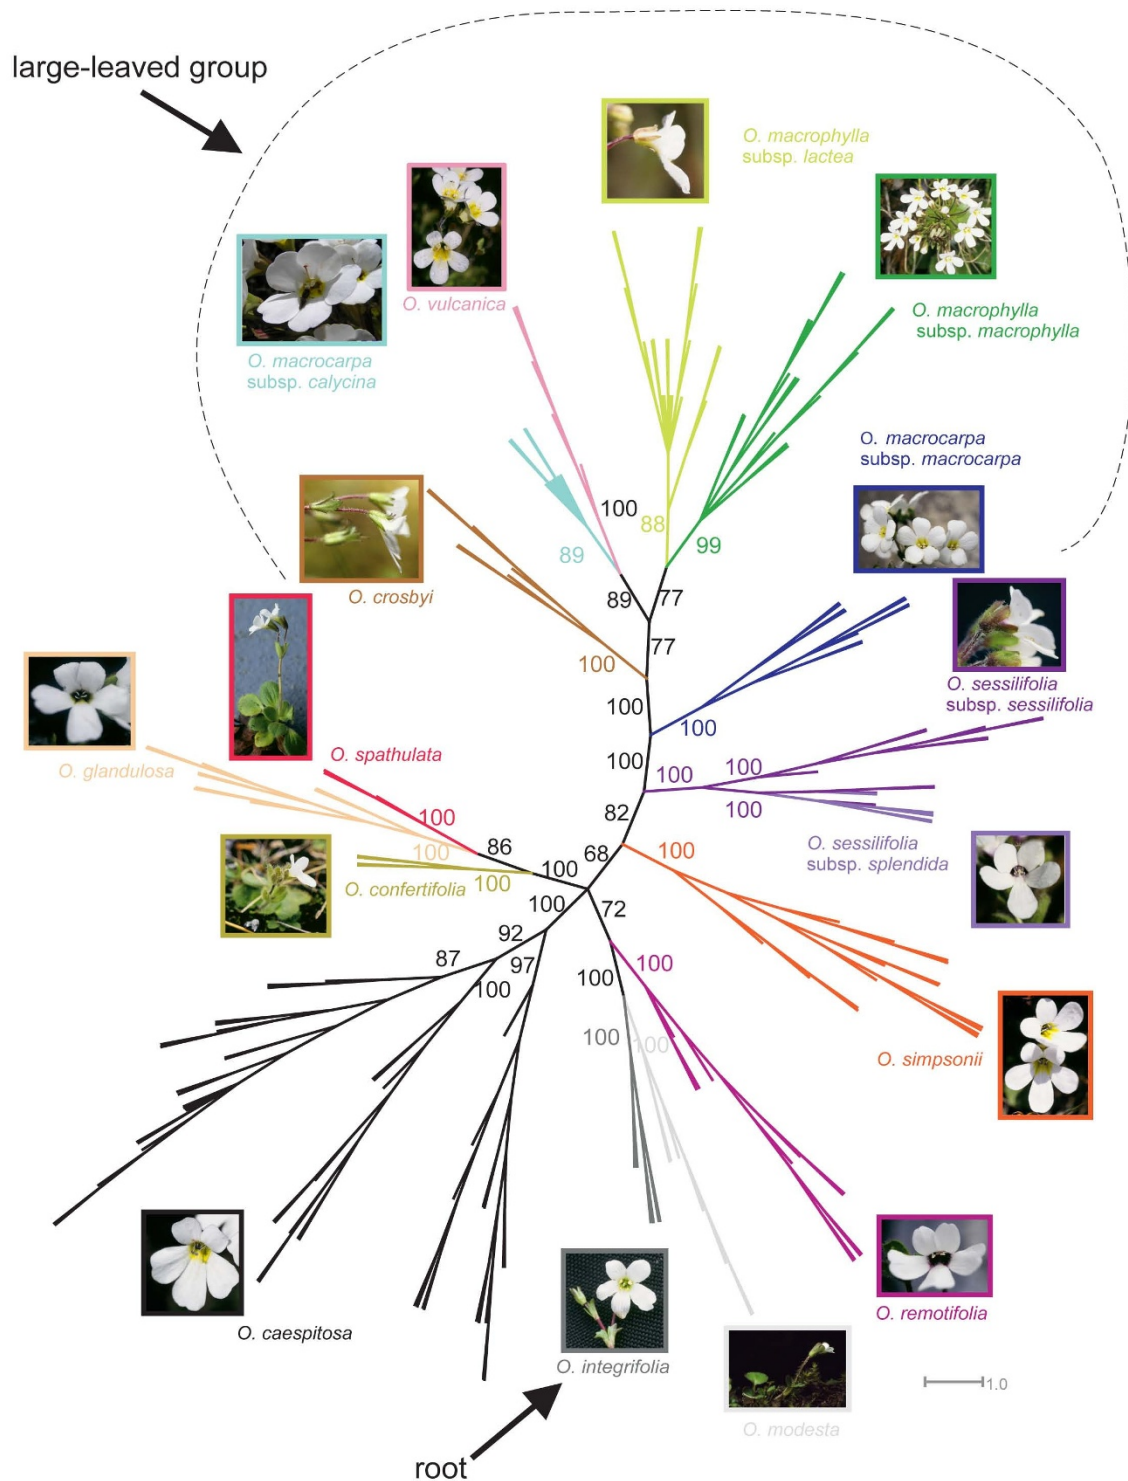 large-leaved group
O. macrophylla
subsp. lactea
O. vulcanica
O. macrophylla
subsp. macrophylla
O. macrocarpa
subsp. calycina
O. macrocarpa
subsp. macrocarpa
100
88
99
89
O. crosbyi
89
77
77
100
O. sessilifolia
subsp. sessilifolia
100
100
O. spathulata
O. glandulosa
100
100
100
100
82
O. sessilifolia
subsp. splendida
100
86
100
68
100
100
O. confertifolia
100
100
72
92
87
97
100
100
100
100
100
O. simpsonii
O. remotifolia
O. caespitosa
O. integrifolia
1.0
O. modesta
root